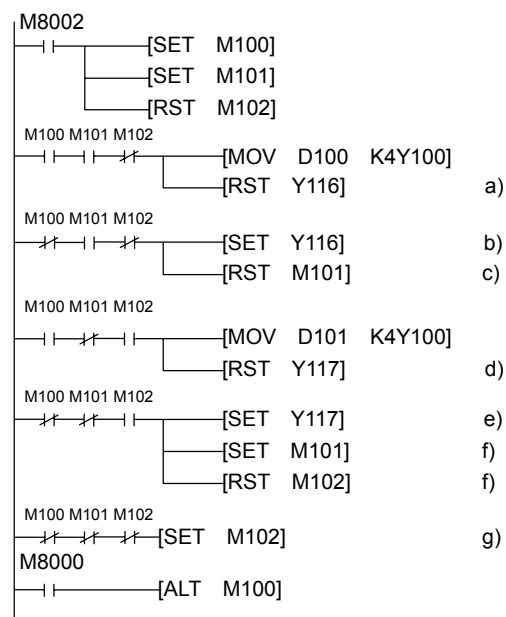 M8002
[SET M100]
[SET M101]
[RST M102]
M100 M101 M102
[MOV D100 K4Y100]
[RST Y116] a)
M100 M101 M102
[SET Y116] b)
[RST M101] c)
M100 M101 M102
[MOV D101 K4Y100]
[RST Y117] d)
M100 M101 M102
[SET Y117] e)
[SET M101] f)
[RST M102] f)
M100 M101 M102
[SET M102] g)
M8000
[ALT M100]